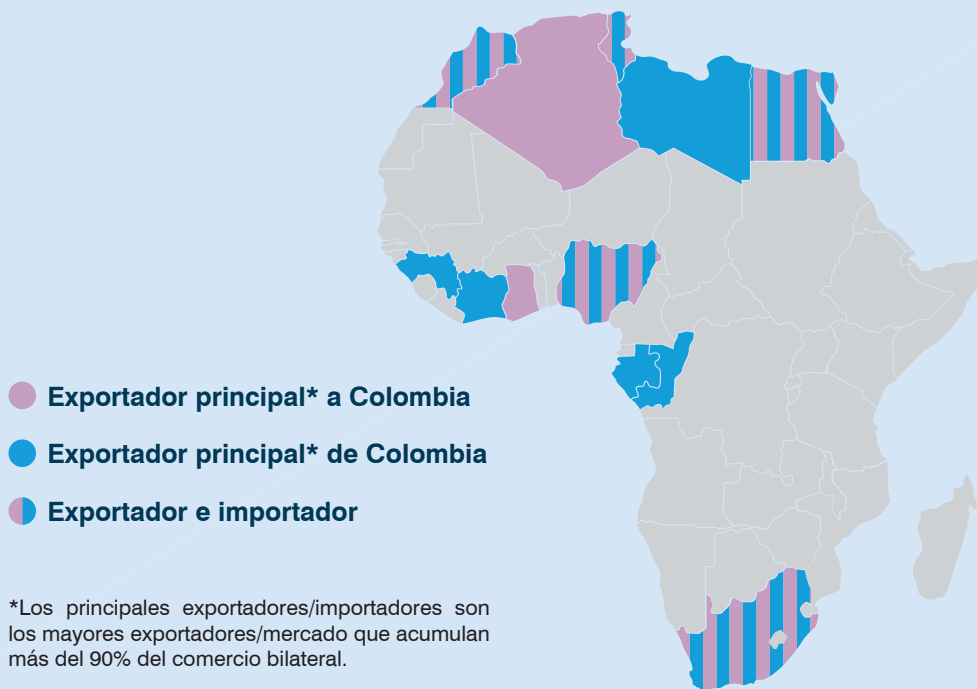 Exportador principal* a Colombia
Exportador principal* de Colombia
Exportador e importador
*Los principales exportadores/importadores son
los mayores exportadores/mercado que acumulan
más del 90% del comercio bilateral.